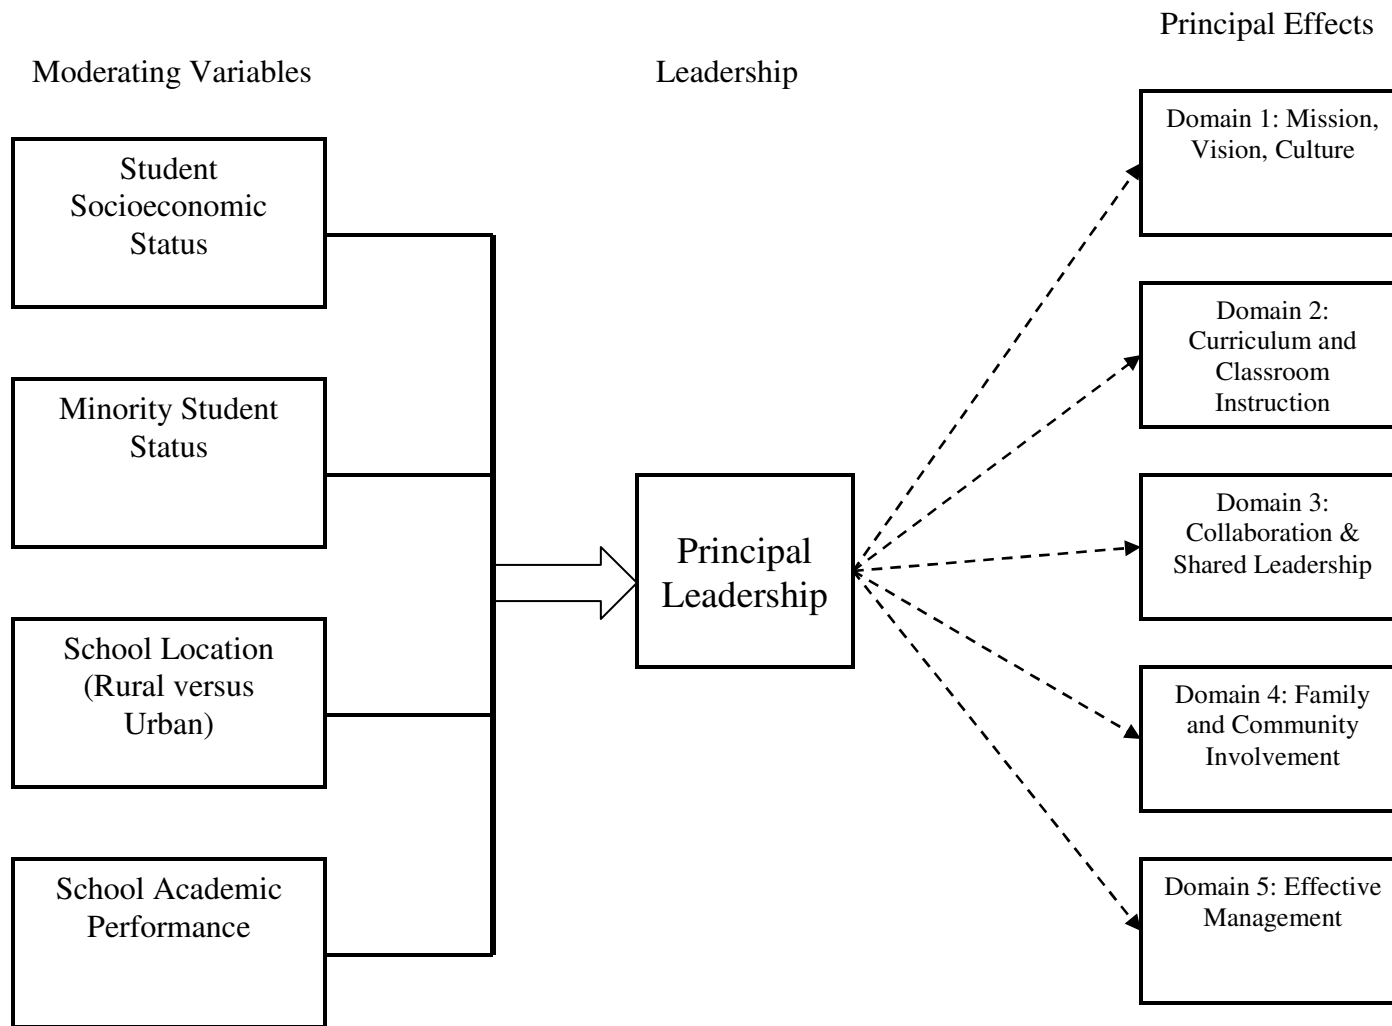 Principal Effects
Moderating Variables
Leadership
Student
Socioeconomic
Status
Minority Student
Status
School Location
(Rural versus
Urban)
School Academic
Performance
Principal
Leadership
Domain 1: Mission,
Vision, Culture
Domain 2:
Curriculum and
Classroom
Instruction
Domain 3:
Collaboration &
Shared Leadership
Domain 4: Family
and Community
Involvement
Domain 5: Effective
Management